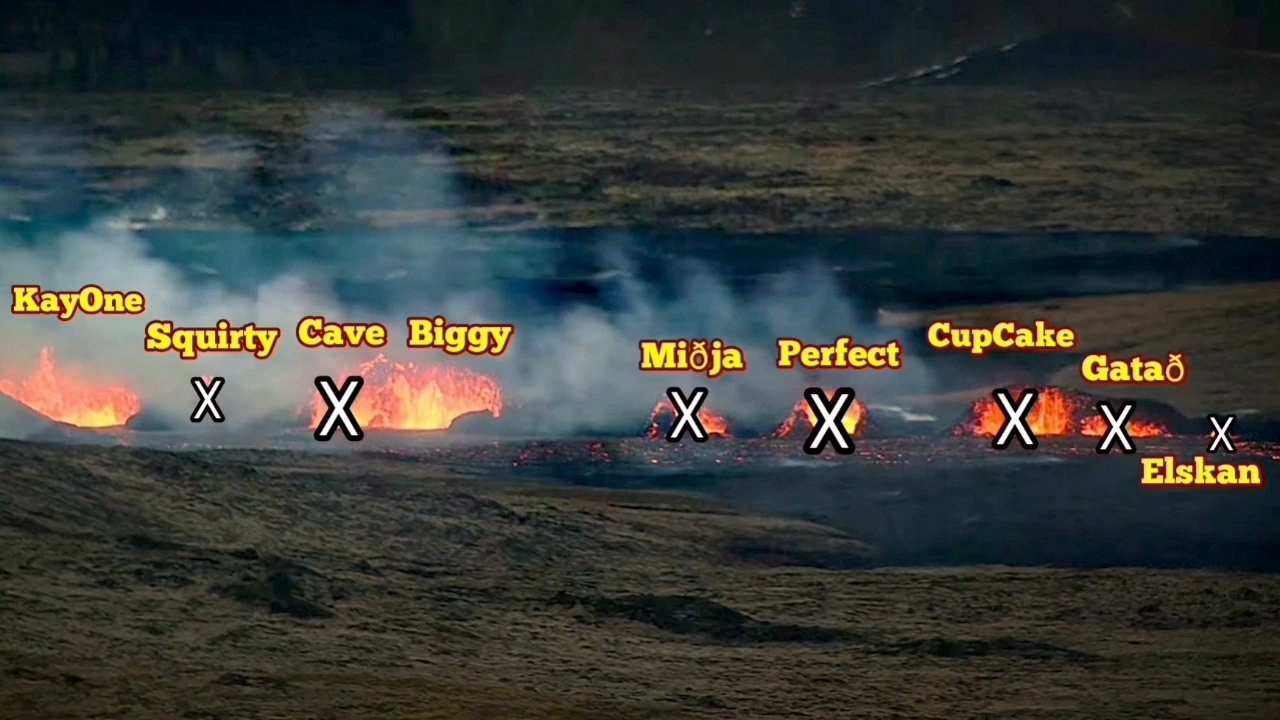 KayOne
Squirty
Cave
Biggy
Miðja
Perfect
CupCake
Gatað
Elskan
X
X
X
X
X
X
X